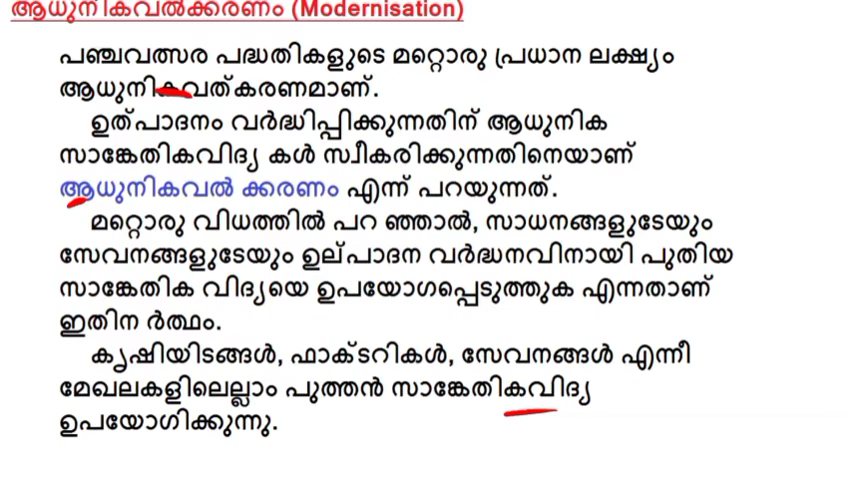 ആധുനികവൽക്കരണം (Modernisation)
പഞ്ചവത്സര പദ്ധതികളുടെ മറ്റൊരു പ്രധാന ലക്ഷ്യം
ആധുനികവത്കരണമാണ്.
ഉത്പാദനം വർദ്ധിപ്പിക്കുന്നതിന് ആധുനിക
സാങ്കേതികവിദ്യ കൾ സ്വീകരിക്കുന്നതിനെയാണ്
ആധുനികവൽ ക്കരണം എന്ന് പറയുന്നത്.
മറ്റൊരു വിധത്തിൽ പറ ഞ്ഞാൽ, സാധനങ്ങളുടേയും
സേവനങ്ങളുടേയും ഉല്പാദന വർദ്ധനവിനായി പുതിയ
സാങ്കേതിക വിദ്യയെ ഉപയോഗപ്പെടുത്തുക എന്നതാണ്
ഇതിന ർത്ഥം.
കൃഷിയിടങ്ങൾ, ഫാക്ടറികൾ, സേവനങ്ങൾ എന്നീ
മേഖലകളിലെല്ലാം പുത്തൻ സാങ്കേതികവിദ്യ
ഉപയോഗിക്കുന്നു.